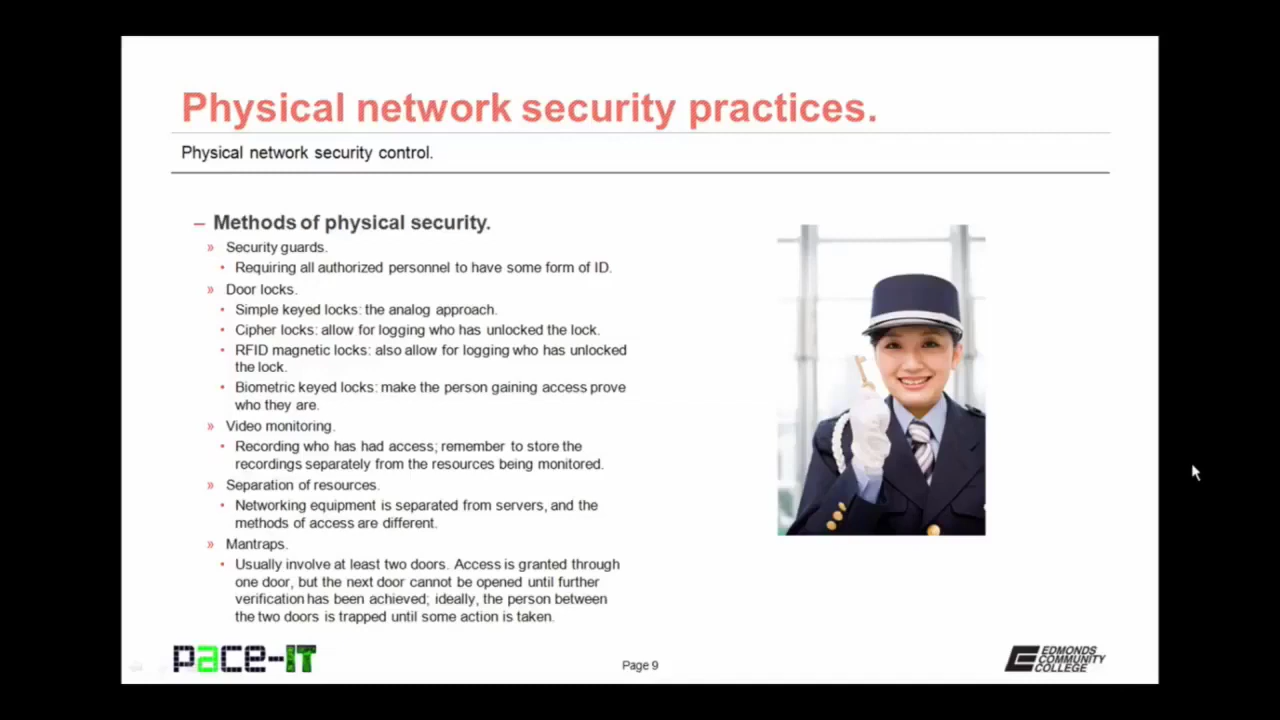 Physical network security practices.
Physical network security control.
– Methods of physical security.
» Security guards.
• Requiring all authorized personnel to have some form of ID.
» Door locks.
• Simple keyed locks: the analog approach.
• Cipher locks: allow for logging who has unlocked the lock.
• RFID magnetic locks: also allow for logging who has unlocked
the lock.
• Biometric keyed locks: make the person gaining access prove
who they are.
» Video monitoring.
• Recording who has had access; remember to store the
recordings separately from the resources being monitored.
» Separation of resources.
• Networking equipment is separated from servers, and the
methods of access are different.
» Mantraps.
• Usually involve at least two doors. Access is granted through
one door, but the next door cannot be opened until further
verification has been achieved; ideally, the person between
the two doors is trapped until some action is taken.
pace-IT
Page 9
EDMONDS
COMMUNITY
COLLEGE